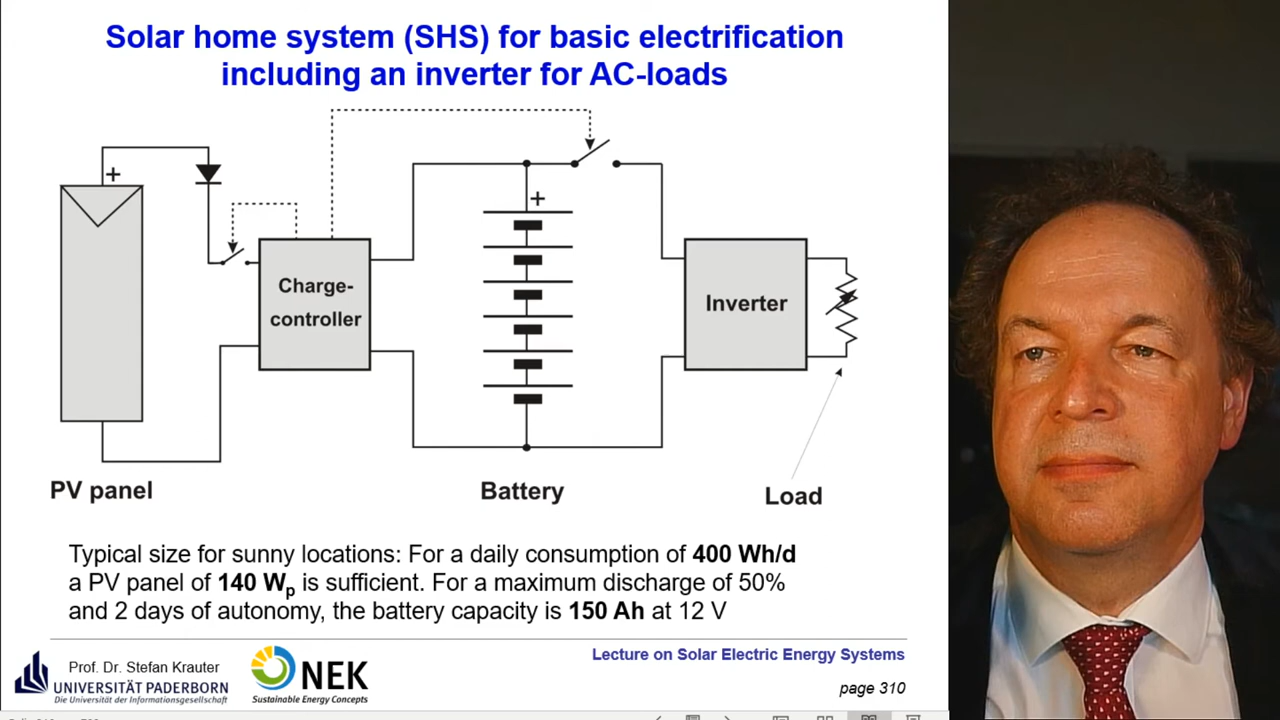 Solar home system (SHS) for basic electrification
including an inverter for AC-loads
+
+
Charge-
controller
Inverter
PV panel
Battery
Load
Typical size for sunny locations: For a daily consumption of 400 Wh/d
a PV panel of 140 Wp is sufficient. For a maximum discharge of 50%
and 2 days of autonomy, the battery capacity is 150 Ah at 12 V
Prof. Dr. Stefan Krauter
UNIVERSITÄT PADERBORN
Die Universität der Informationsgesellschaft
NEK
Sustainable Energy Concepts
Lecture on Solar Electric Energy Systems
page 310